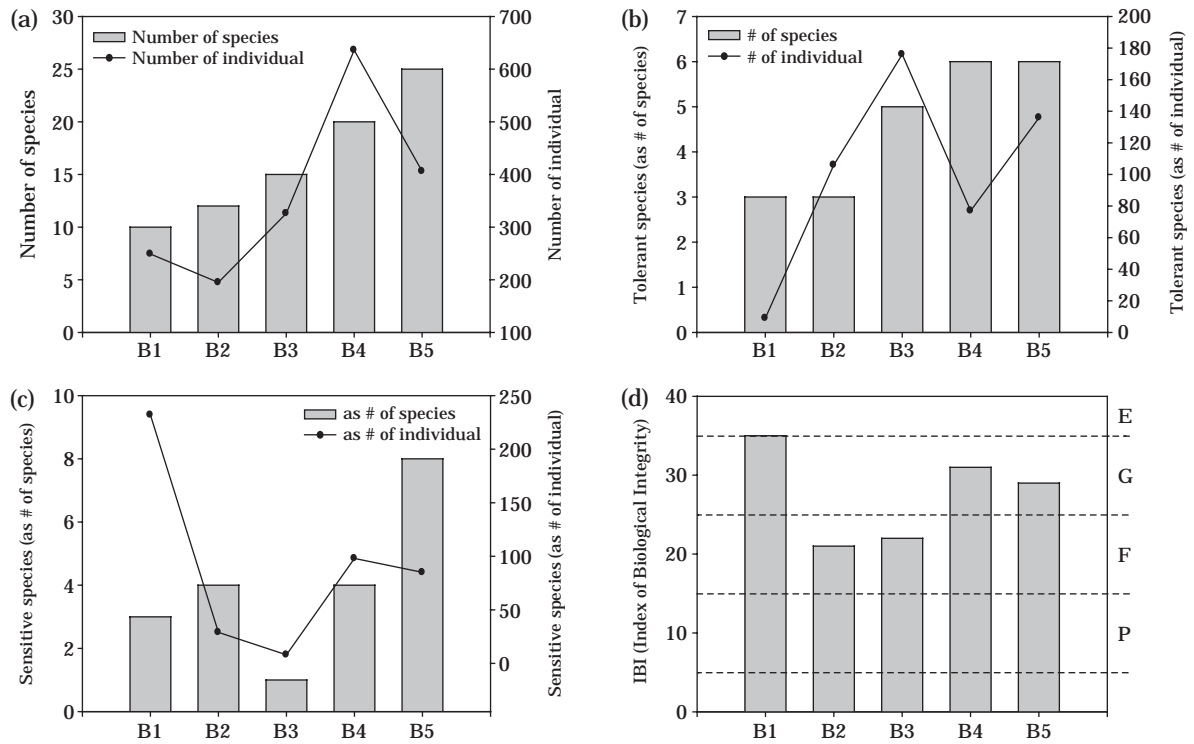 (a)
Number of species
Number of individual
Number of species
30
25
20
15
10
5
0
700
600
500
400
300
200
100
Number of individual
B1 B2 B3 B4 B5
(b)
# of species
# of individual
Tolerant species (as # of species)
7
6
5
4
3
2
1
0
200
180
160
140
120
100
80
60
40
20
0
Tolerant species (as # of individual)
B1 B2 B3 B4 B5
(c)
as # of species
as # of individual
Sensitive species (as # of species)
10
8
6
4
2
0
250
200
150
100
50
0
Sensitive species (as # of individual)
B1 B2 B3 B4 B5
(d)
IBI (Index of Biological Integrity)
40
30
20
10
0
E
G
F
P
B1 B2 B3 B4 B5